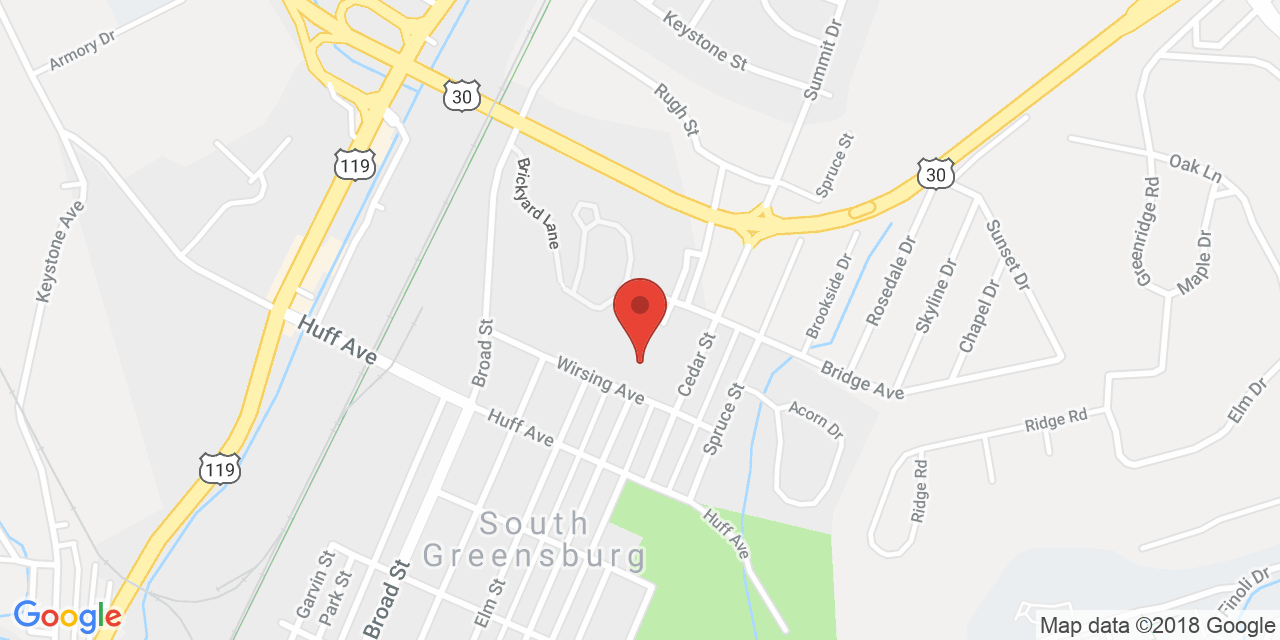 Armory Dr
Keystone St
Summit Dr
30
Rugh St
119
Spruce St
30
Oak Ln
Keystone Ave
Brickyard Lane
Greenridge Rd
Maple Dr
Sunset Dr
Rosedale Dr
Skyline Dr
Brookside Dr
Chapel Dr
Huff Ave
Broad St
Cedar St
Wirsing Ave
Bridge Ave
Spruce St
Acorn Dr
Elm Dr
Huff Ave
Ridge Rd
119
Ridge Rd
South
Greensburg
Huff Ave
Garvin St
Park St
Broad St
Elm St
Finoli Dr
Google
Map data ©2018 Google